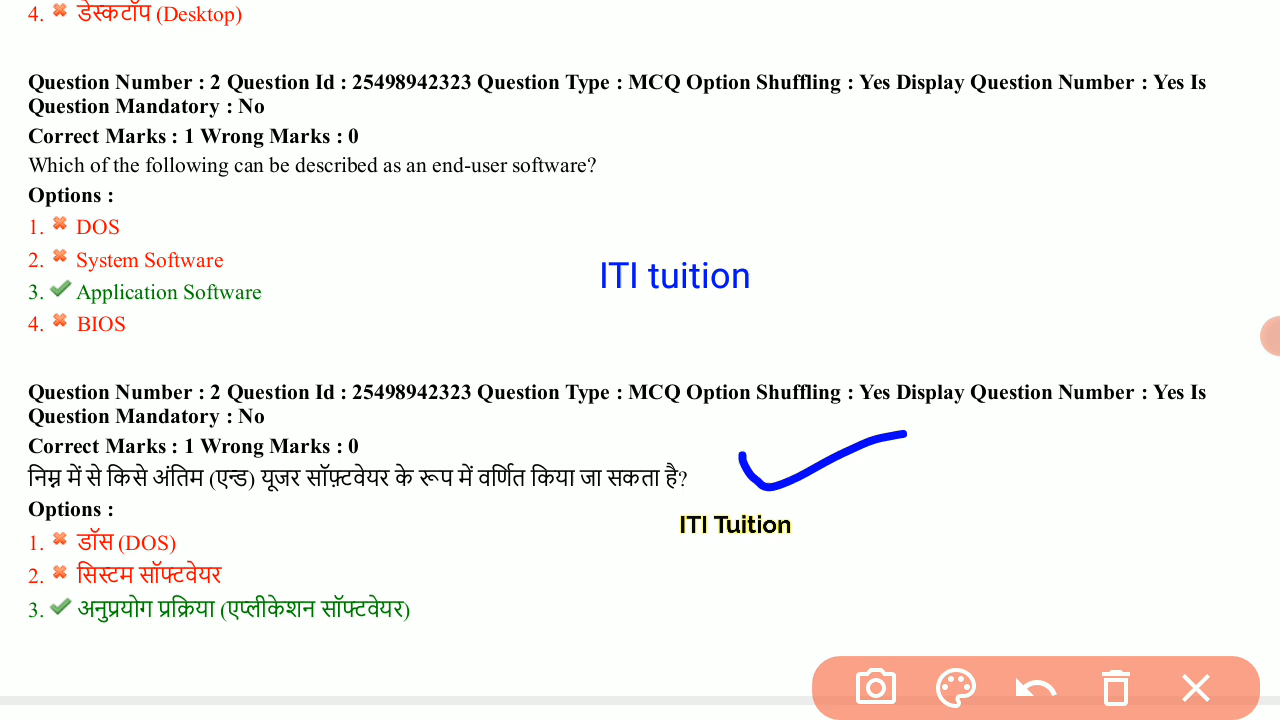 4. डेस्कटॉप (Desktop)
Question Number : 2 Question Id : 25498942323 Question Type : MCQ Option Shuffling : Yes Display Question Number : Yes Is
Question Mandatory : No
Correct Marks : 1 Wrong Marks : 0
Which of the following can be described as an end-user software?
Options :
1. DOS
2. System Software
ITI tuition
3. Application Software
4. BIOS
Question Number : 2 Question Id : 25498942323 Question Type : MCQ Option Shuffling : Yes Display Question Number : Yes Is
Question Mandatory : No
Correct Marks : 1 Wrong Marks : 0
निम्न में से किसे अंतिम (एन्ड) यूजर सॉफ़्टवेयर के रूप में वर्णित किया जा सकता है?
Options :
ITI Tuition
1. डॉस (DOS)
2. सिस्टम सॉफ्टवेयर
3. अनुप्रयोग प्रक्रिया (एप्लीकेशन सॉफ्टवेयर)